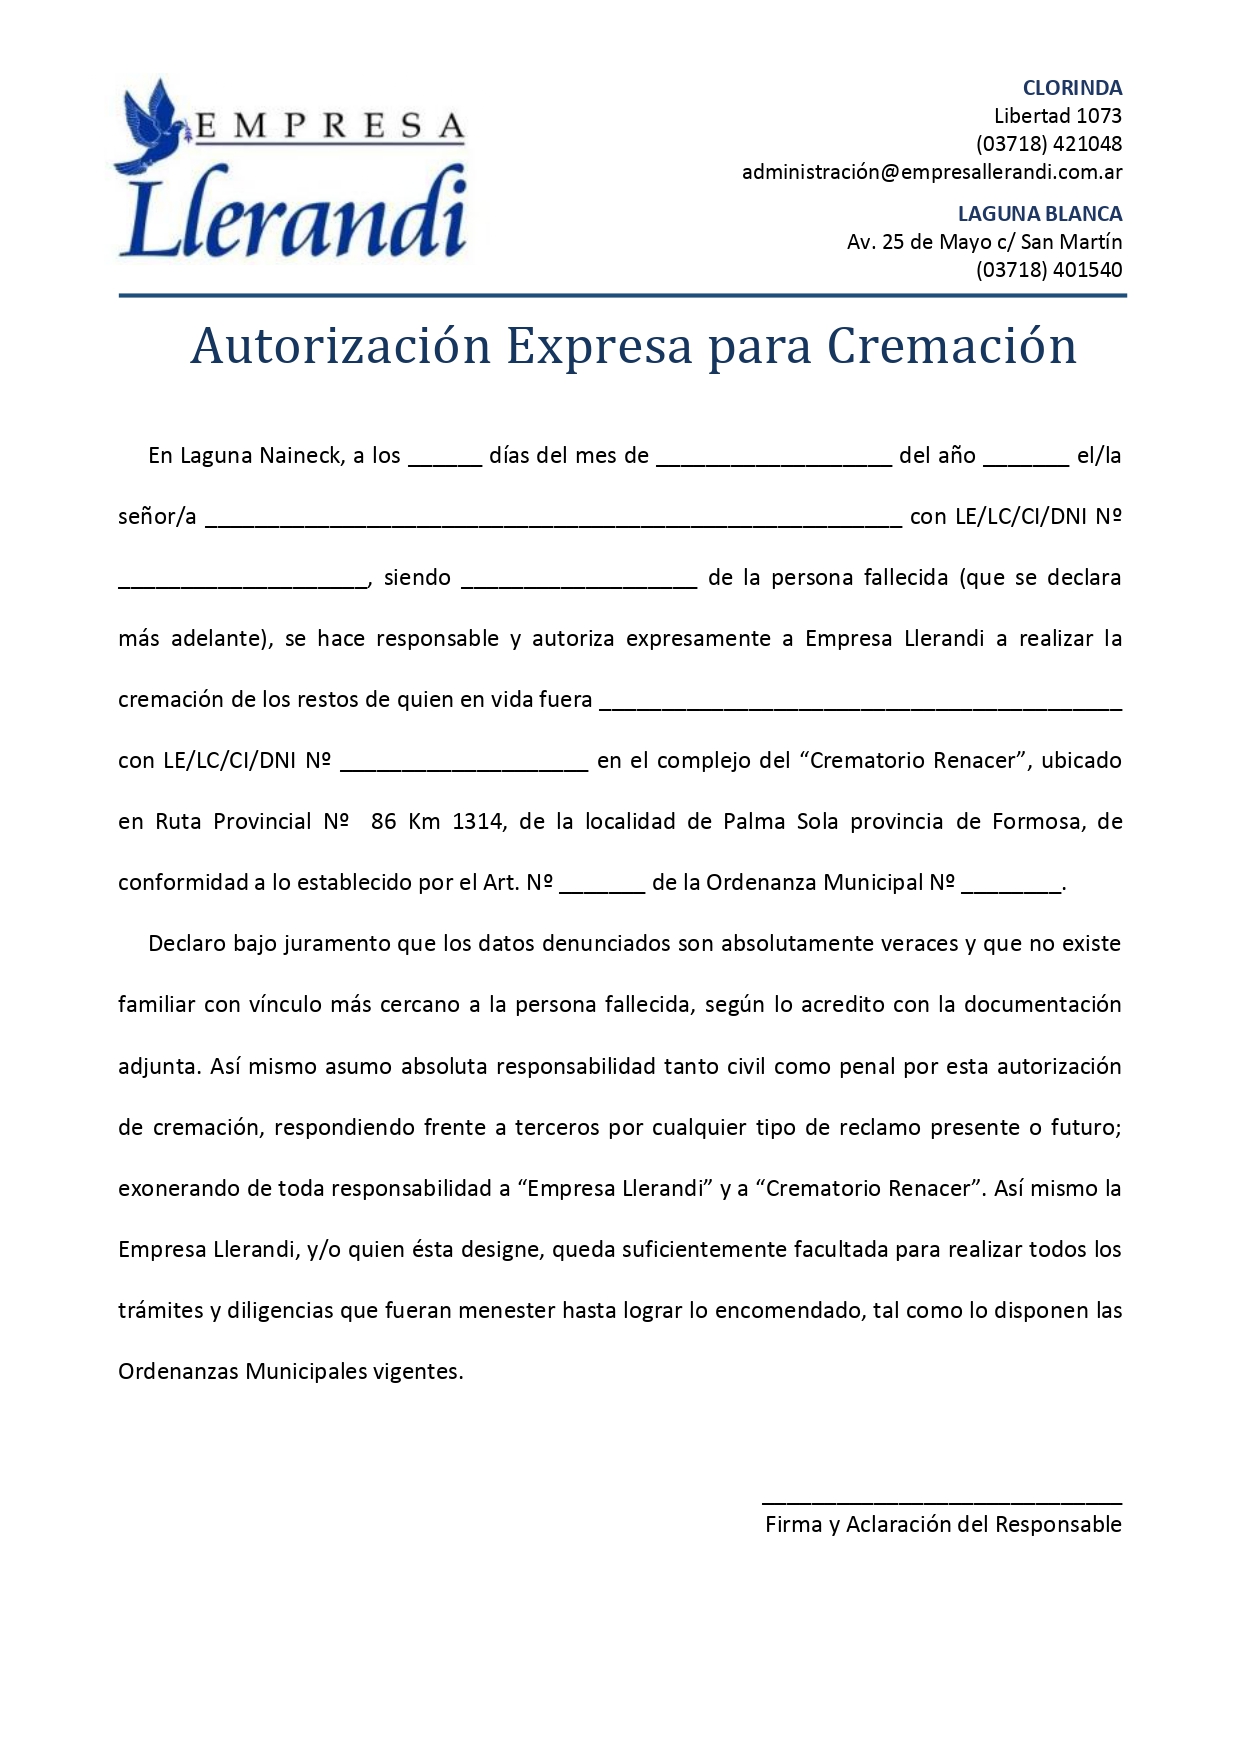 EMPRESA
Llerandi
CLORINDA
Libertad 1073
(03718) 421048
administración@empresallerandi.com.ar
LAGUNA BLANCA
Av. 25 de Mayo c/ San Martín
(03718) 401540
Autorización Expresa para Cremación
En Laguna Naineck, a los ______ días del mes de ___________________ del año _______ el/la
señor/a ________________________________________________________ con LE/LC/CI/DNI Nº
____________________, siendo ___________________ de la persona fallecida (que se declara
más adelante), se hace responsable y autoriza expresamente a Empresa Llerandi a realizar la
cremación de los restos de quien en vida fuera __________________________________________
con LE/LC/CI/DNI Nº ____________________ en el complejo del “Crematorio Renacer”, ubicado
en Ruta Provincial Nº  86 Km 1314, de la localidad de Palma Sola provincia de Formosa, de
conformidad a lo establecido por el Art. Nº _______ de la Ordenanza Municipal Nº ________.
Declaro bajo juramento que los datos denunciados son absolutamente veraces y que no existe
familiar con vínculo más cercano a la persona fallecida, según lo acredito con la documentación
adjunta. Así mismo asumo absoluta responsabilidad tanto civil como penal por esta autorización
de cremación, respondiendo frente a terceros por cualquier tipo de reclamo presente o futuro;
exonerando de toda responsabilidad a “Empresa Llerandi” y a “Crematorio Renacer”. Así mismo la
Empresa Llerandi, y/o quien ésta designe, queda suficientemente facultada para realizar todos los
trámites y diligencias que fueran menester hasta lograr lo encomendado, tal como lo disponen las
Ordenanzas Municipales vigentes.
_____________________________
Firma y Aclaración del Responsable